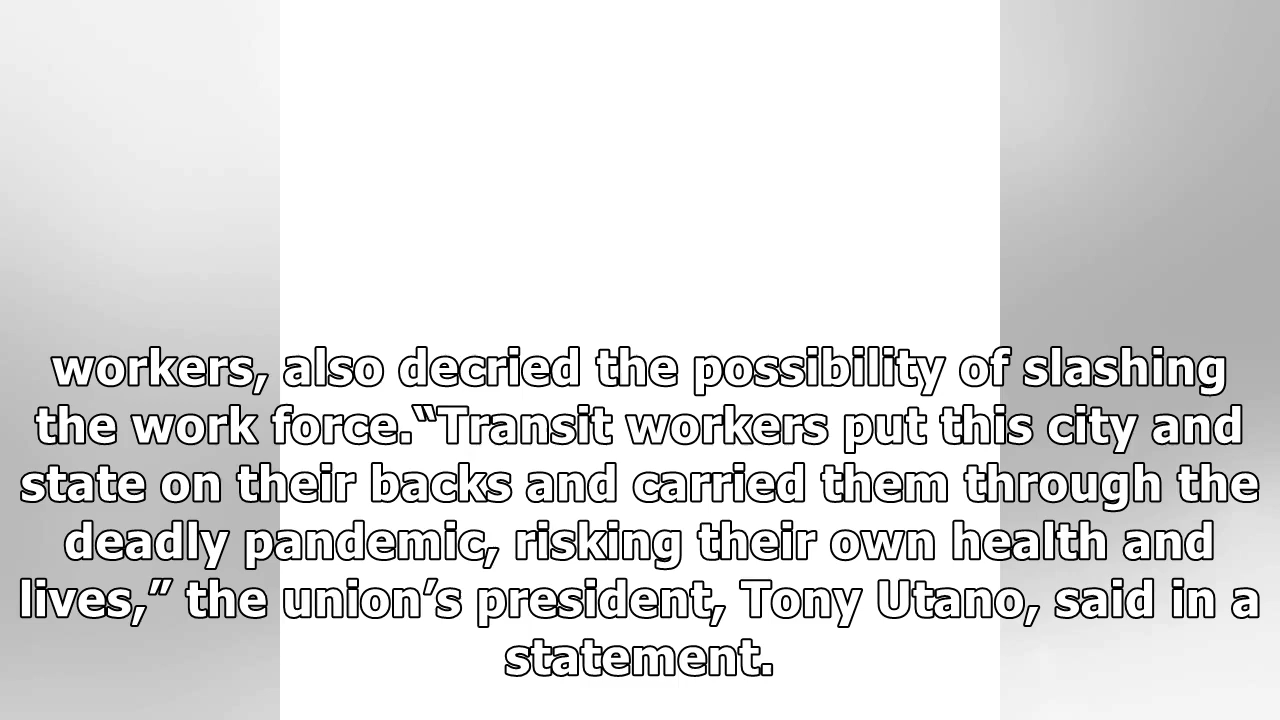 workers, also decried the possibility of slashing
the work force.“Transit workers put this city and
state on their backs and carried them through the
deadly pandemic, risking their own health and
lives,” the union’s president, Tony Utano, said in a
statement.